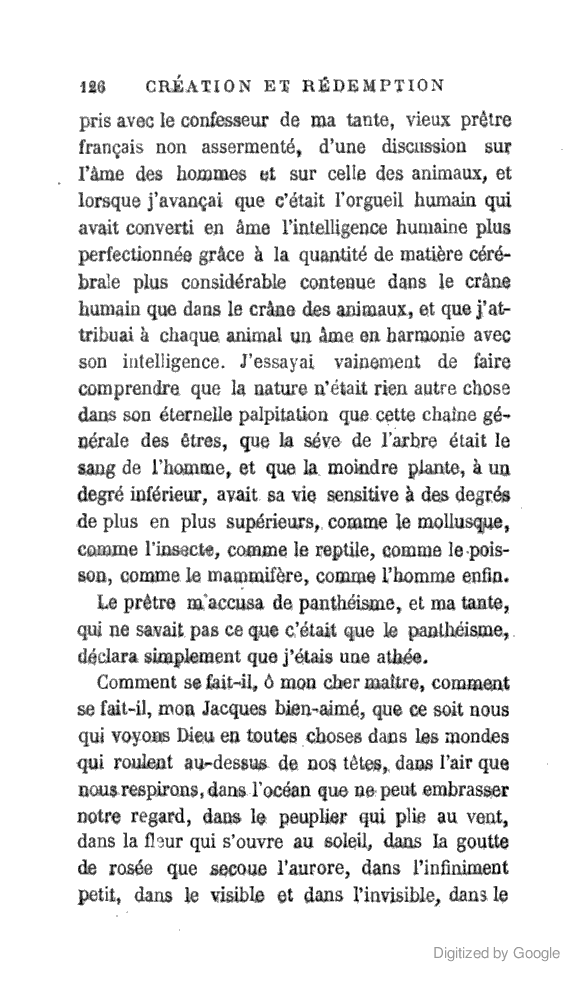 126 CRÉATION ET RÉDEMPTION
pris avec le confesseur de ma tante, vieux prêtre
français non assermenté, d'une discussion sur
l'âme des hommes et sur celle des animaux, et
lorsque j'avançai que c'était l'orgueil humain qui
avait converti en âme l'intelligence humaine plus
perfectionnée grâce à la quantité de matière céré-
brale plus considérable contenue dans le crâne
humain que dans le crâne des animaux, et que j'at-
tribuai à chaque animal un âme en harmonie avec
son intelligence. J'essayai vainement de faire
comprendre que la nature n'était rien autre chose
dans son éternelle palpitation que cette chaîne gé-
nérale des êtres, que la séve de l'arbre était le
sang de l'homme, et que la moindre plante, à un
degré inférieur, avait sa vie sensitive à des degrés
de plus en plus supérieurs, comme le mollusque,
comme l'insecte, comme le reptile, comme le pois-
son, comme le mammifère, comme l'homme enfin.
Le prêtre m'accusa de panthéisme, et ma tante,
qui ne savait pas ce que c'était que le panthéisme,
déclara simplement que j'étais une athée.
Comment se fait-il, ô mon cher maître, comment
se fait-il, mon Jacques bien-aimé, que ce soit nous
qui voyons Dieu en toutes choses dans les mondes
qui roulent au-dessus de nos têtes, dans l'air que
nous respirons, dans l'océan que ne peut embrasser
notre regard, dans le peuplier qui plie au vent,
dans la fleur qui s'ouvre au soleil, dans la goutte
de rosée que secoue l'aurore, dans l'infiniment
petit, dans le visible et dans l'invisible, dans le
Digitized by Google